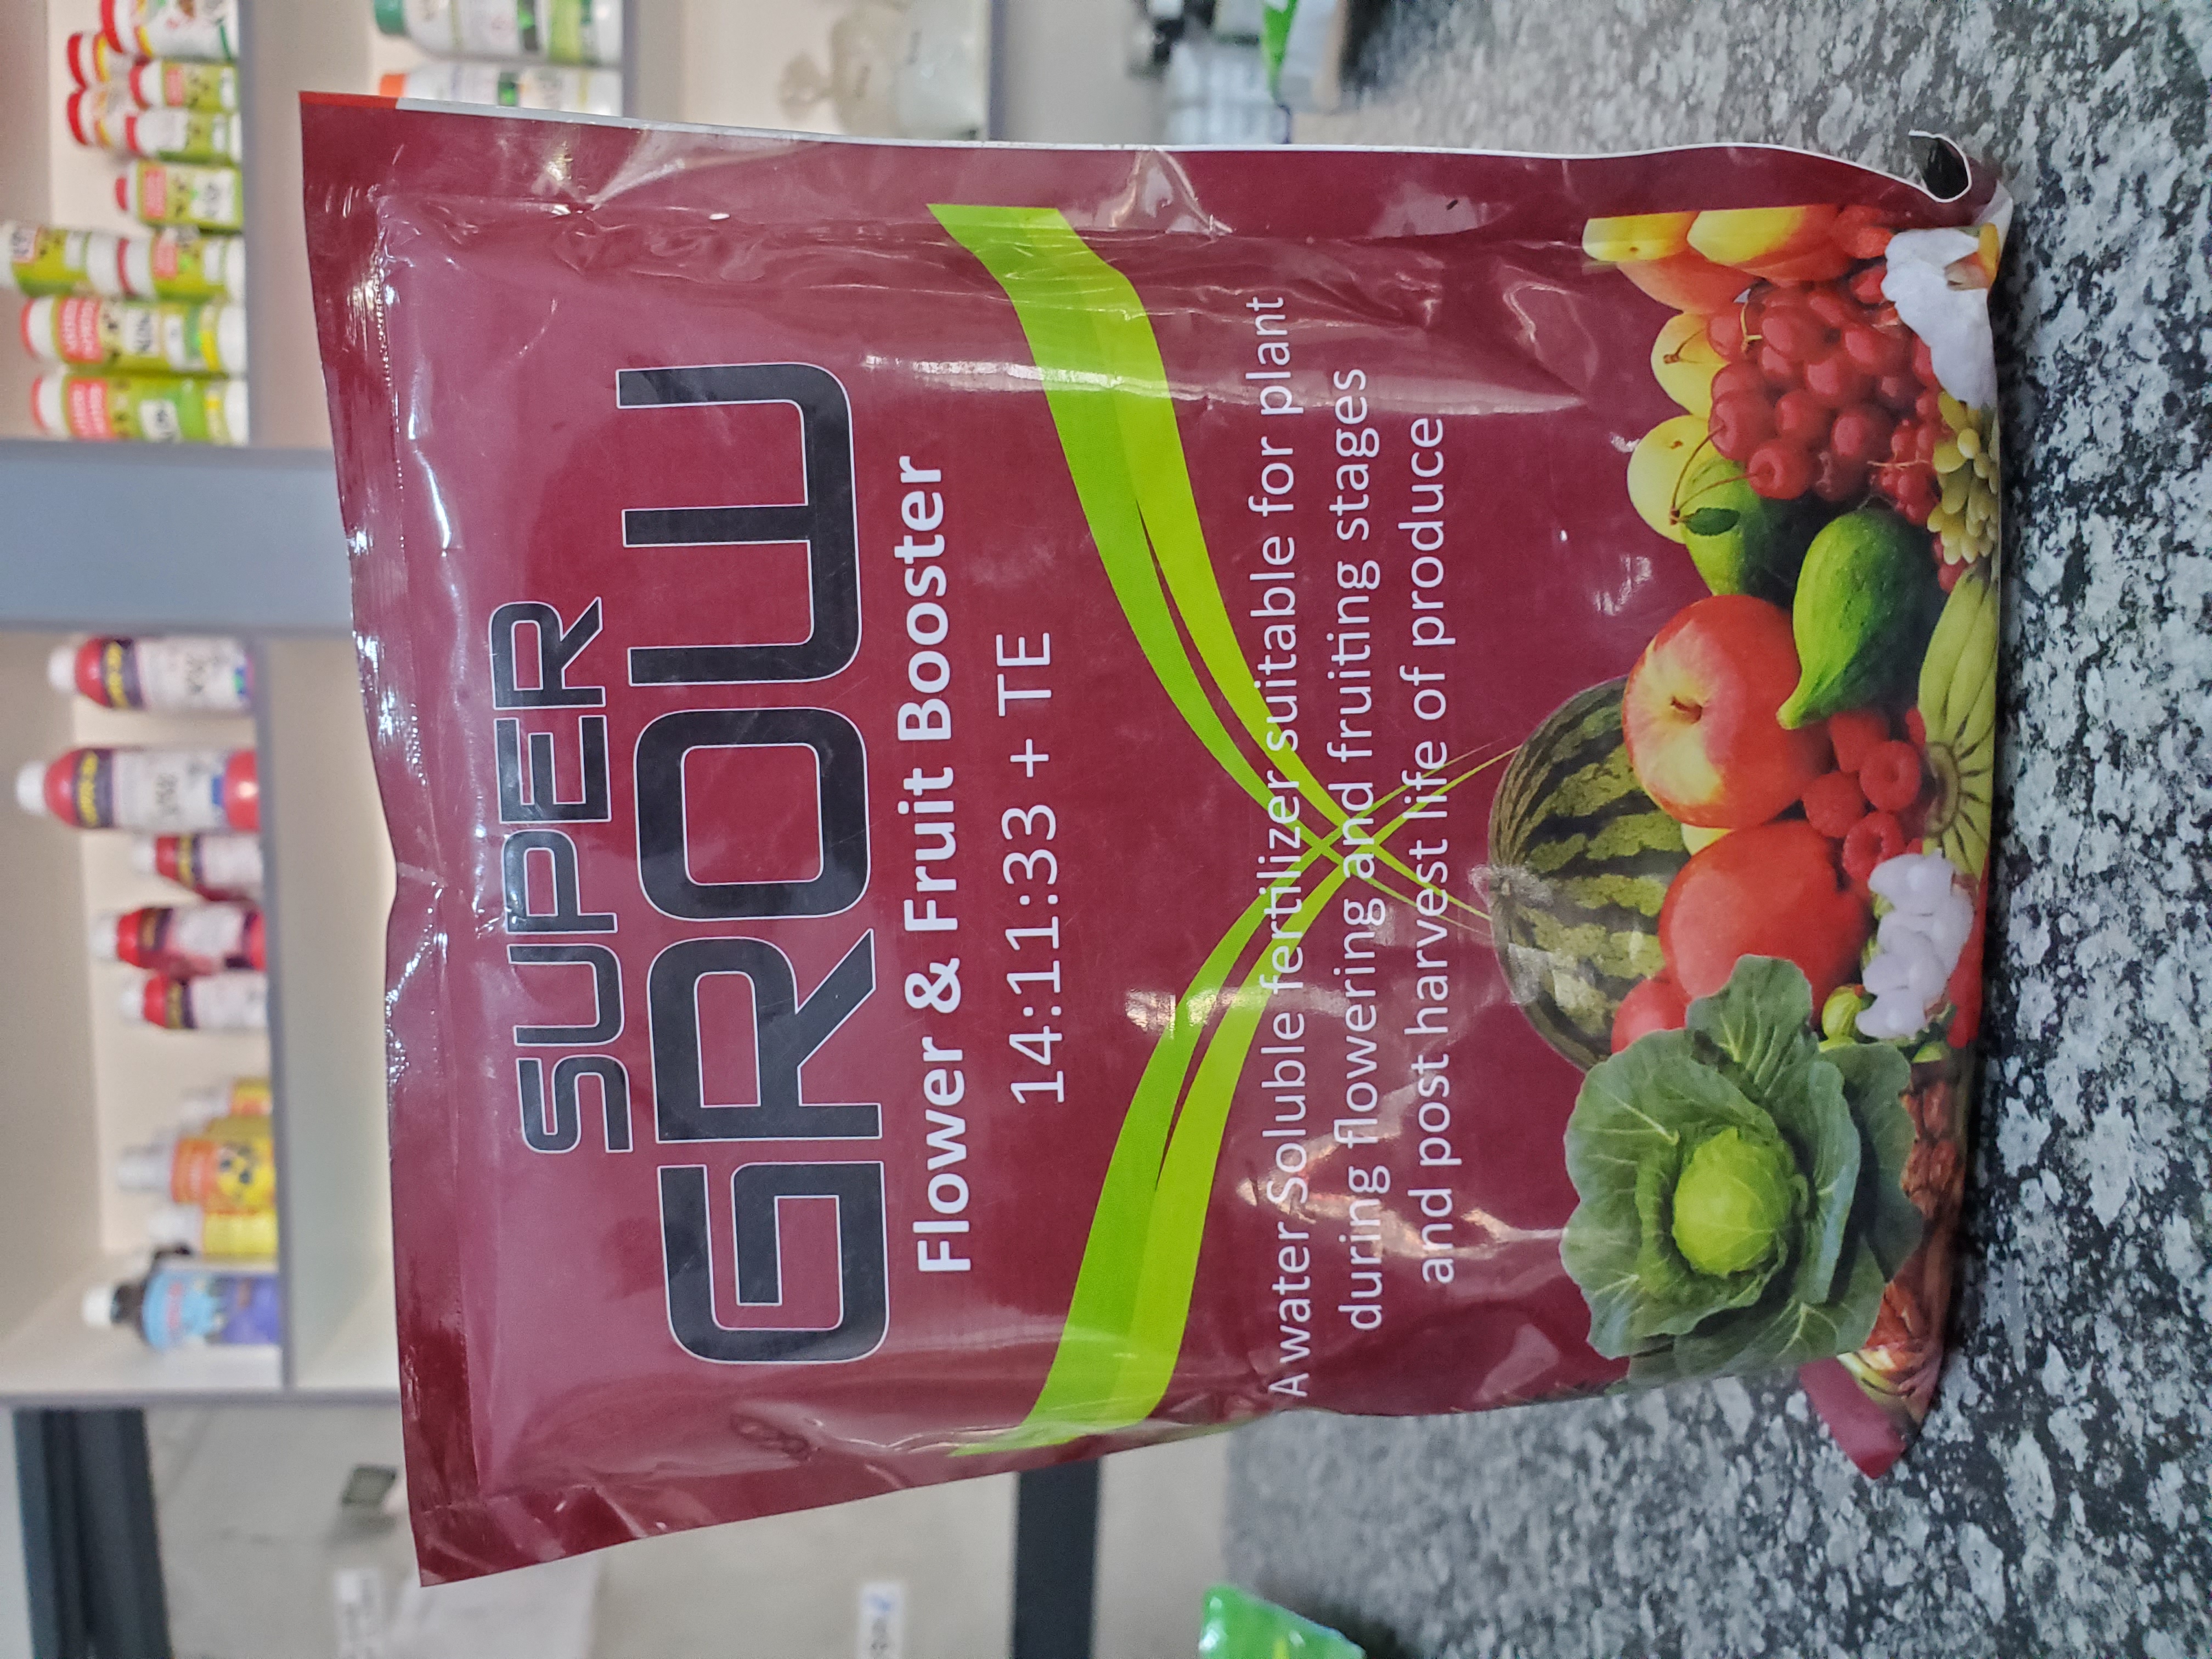 SUPER
GROW
Flower & Fruit Booster
14:11:33 + TE
A water Soluble fertilizer suitable for plant
during flowering and fruiting stages
and post harvest life of produce